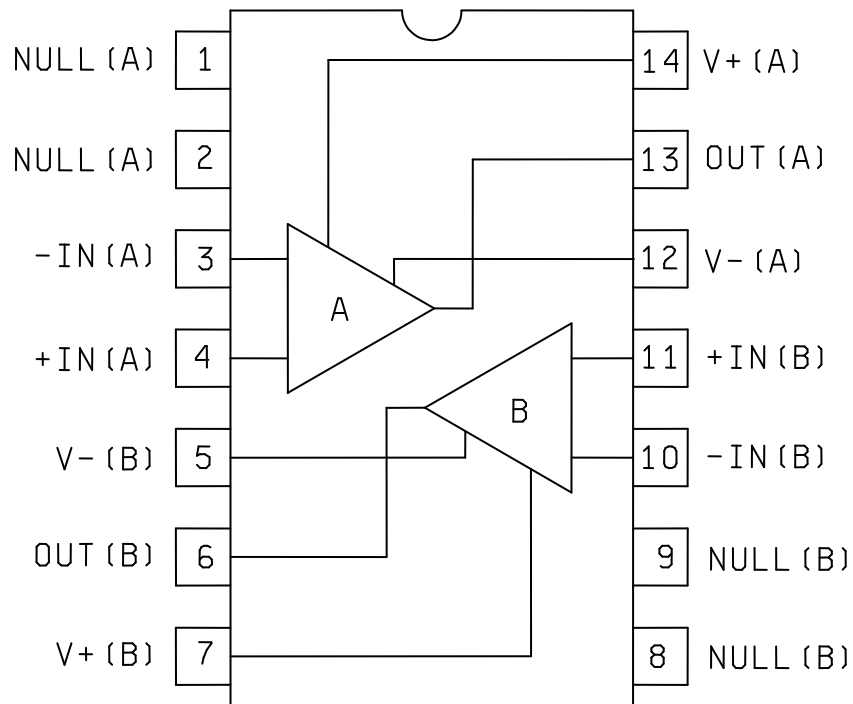 NULL(A) 1 14 V+(A)
NULL(A) 2 13 OUT(A)
-IN(A) 3 12 V-(A)
A
+IN(A) 4 11 +IN(B)
B
V-(B) 5 10 -IN(B)
OUT(B) 6 9 NULL(B)
V+(B) 7 8 NULL(B)